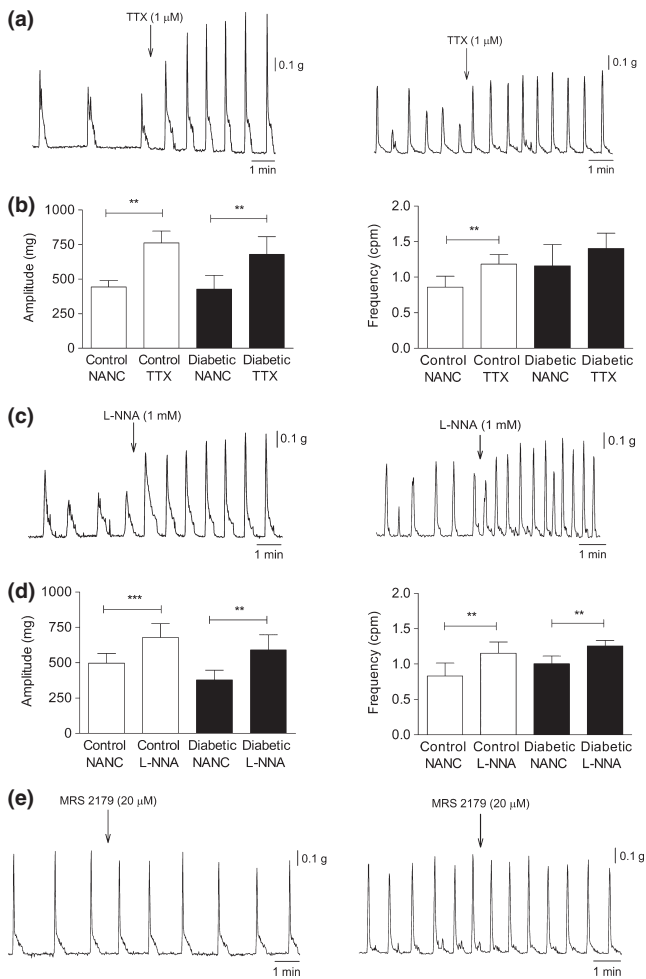 (a)
TTX (1 μM)
0.1 g
1 min
TTX (1 μM)
0.1 g
1 min
(b)
Amplitude (mg)
1000
750
500
250
0
**
**
Control NANC
Control TTX
Diabetic NANC
Diabetic TTX
Frequency (cpm)
2.0
1.5
1.0
0.5
0.0
**
Control NANC
Control TTX
Diabetic NANC
Diabetic TTX
(c)
L-NNA (1 mM)
0.1 g
1 min
L-NNA (1 mM)
0.1 g
1 min
(d)
Amplitude (mg)
1000
750
500
250
0
***
**
Control NANC
Control L-NNA
Diabetic NANC
Diabetic L-NNA
Frequency (cpm)
2.0
1.5
1.0
0.5
0.0
**
**
Control NANC
Control L-NNA
Diabetic NANC
Diabetic L-NNA
(e)
MRS 2179 (20 μM)
0.1 g
1 min
MRS 2179 (20 μM)
0.1 g
1 min